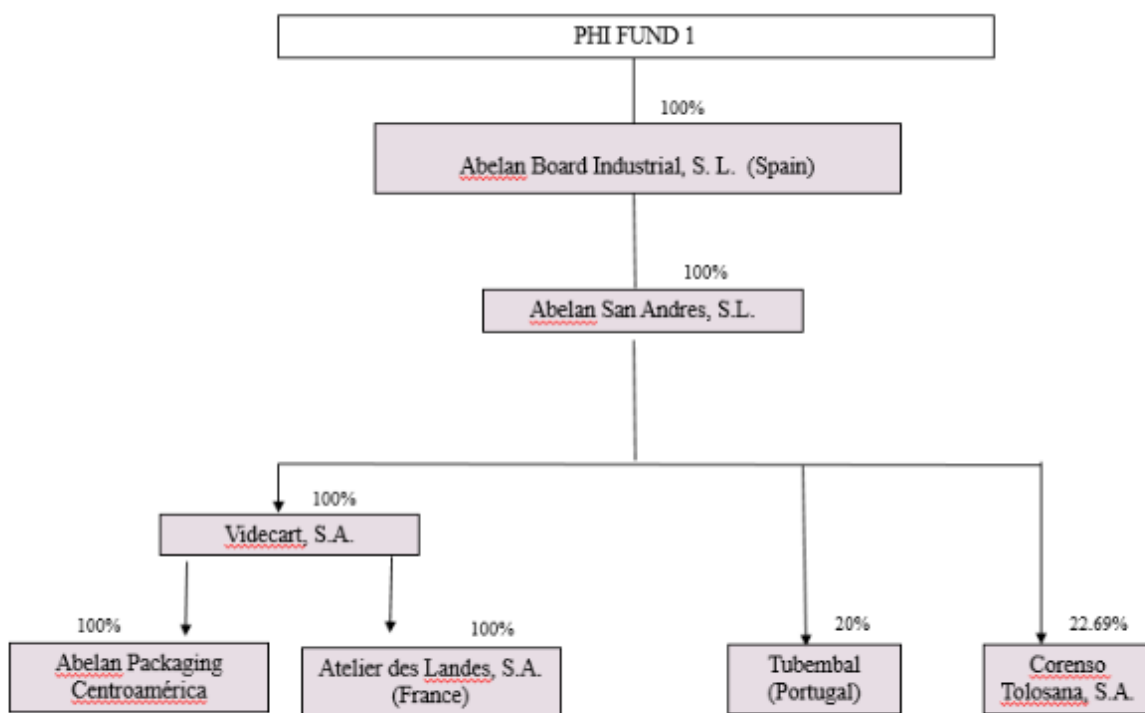 PHI FUND 1
100%
Abelan Board Industrial, S. L. (Spain)
100%
Abelan San Andres, S.L.
100%
Videcart, S.A.
100%
Abelan Packaging
Centroamérica
100%
Atelier des Landes, S.A.
(France)
20%
Tubembal
(Portugal)
22.69%
Corenso
Tolosana, S.A.